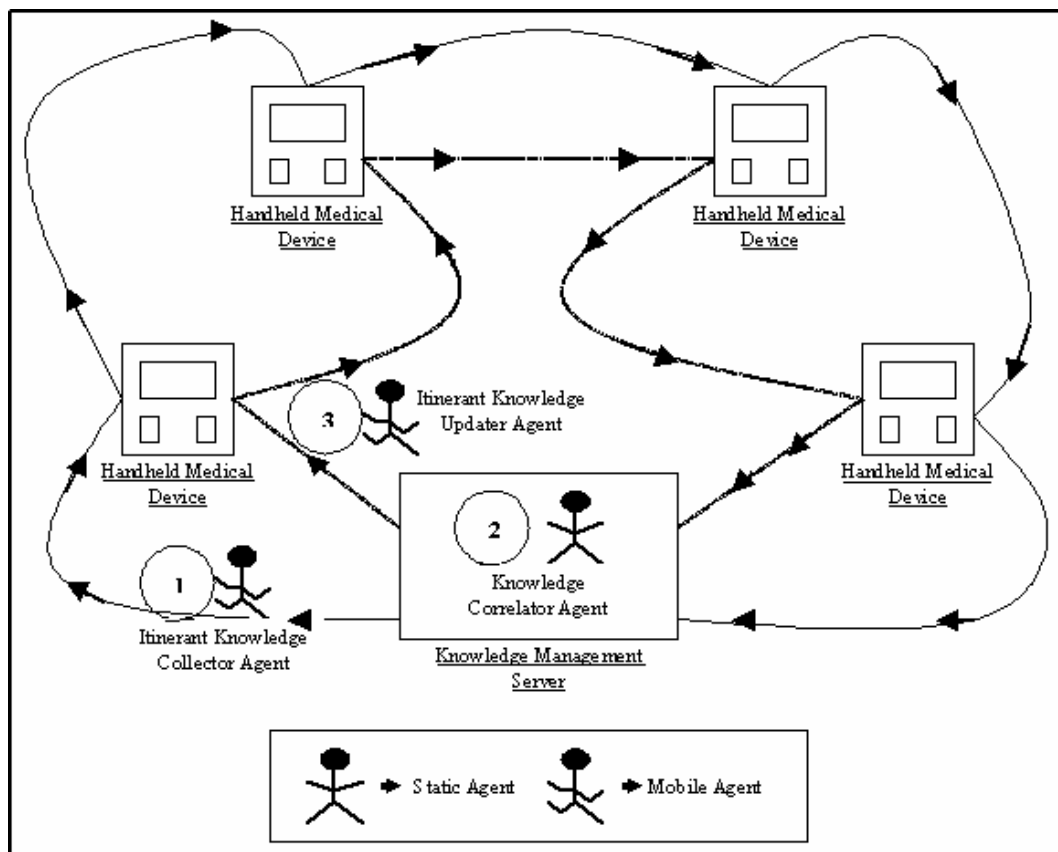 Handheld Medical
Device
Handheld Medical
Device
3
Itinerant Knowledge
Updater Agent
Handheld Medical
Device
Handheld Medical
Device
2
Knowledge
Correlator Agent
1
Itinerant Knowledge
Collector Agent
Knowledge Management
Server
Static Agent
Mobile Agent